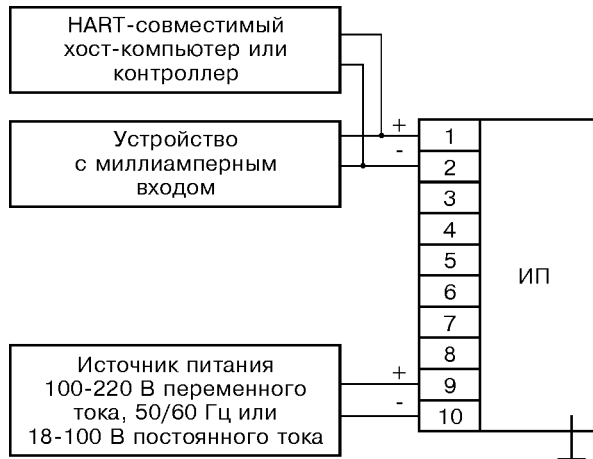 HART-совместимый
хост-компьютер или
контроллер
Устройство
с миллиамперным
входом
+
-
1
2
3
4
5
6
7
8
9
10
ИП
Источник питания
100-220 В переменного
тока, 50/60 Гц или
18-100 В постоянного тока
+
-